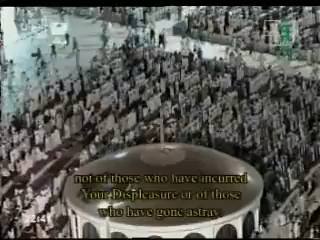 not of those who have incurred
Your Displeasure or of those
who have gone astray